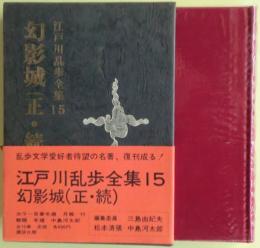 江戸川乱歩全集15
幻影城(正・続)
乱歩文学愛好者待望の名著、復刊成る!
江戸川乱歩全集15
幻影城(正・続)
編集委員
三島由紀夫
松本清張
中島河太郎
講談社版